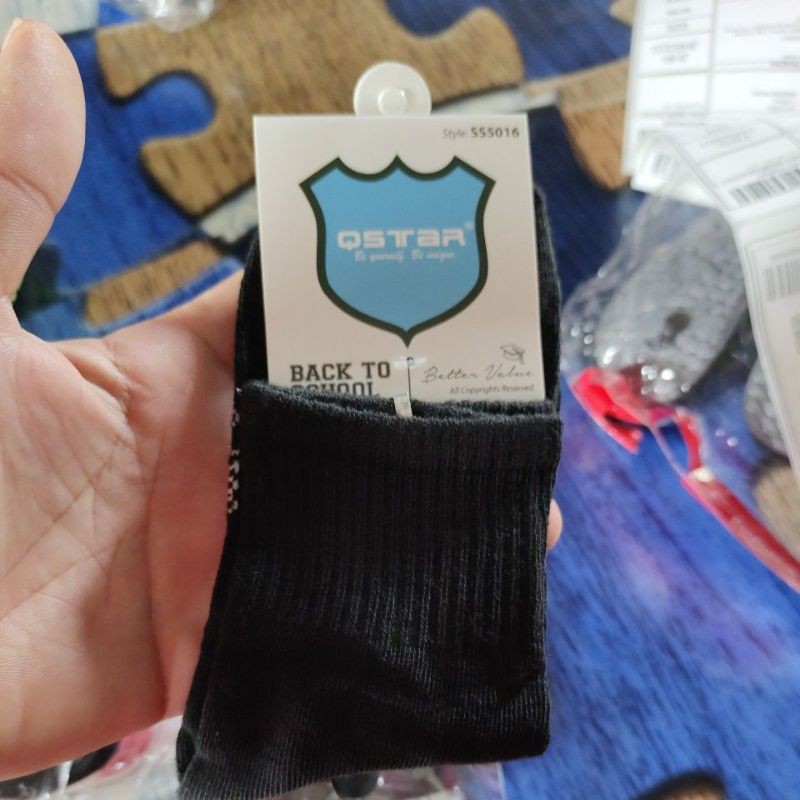 Style: SS5016
QSTAR®
Be yourself. Be unique
BACK TO
SCHOOL
Better Value
All Copyrights Reserved